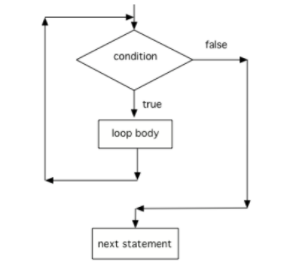 false
condition
true
loop body
next statement